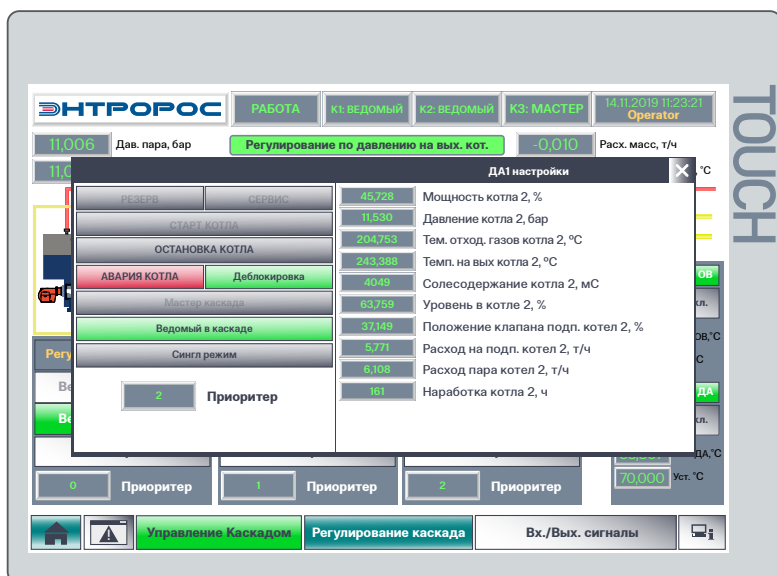 ЭНТРОРОС РАБОТА К1: ВЕДОМЫЙ К2: ВЕДОМЫЙ К3: МАСТЕР 14.11.2019 11:23:21
Operator
11,006 Дав. пара, бар Регулирование по давлению на вых. кот. -0,010 Расх. масс, т/ч
TOUCH
ДА1 настройки
РЕЗЕРВ СЕРВИС 45,728 Мощность котла 2, %
СТАРТ КОТЛА 11,530 Давление котла 2, бар
ОСТАНОВКА КОТЛА 204,753 Тем. отход. газов котла 2, °С
АВАРИЯ КОТЛА Деблокировка 243,388 Темп. на вых котла 2,°С
Мастер каскада 4049 Солесодержание котла 2, мС
Ведомый в каскаде 63,759 Уровень в котле 2, %
Сингл режим 37,149 Положение клапана подп. котел 2, %
5,771 Расход на подп. котел 2, т/ч
6,108 Расход пара котел 2, т/ч
2 Приоритер 161 Наработка котла 2, ч
0 Приоритер 1 Приоритер 2 Приоритер 70,000 Уст. °С
Управление Каскадом Регулирование каскада Вх./Вых. сигналы